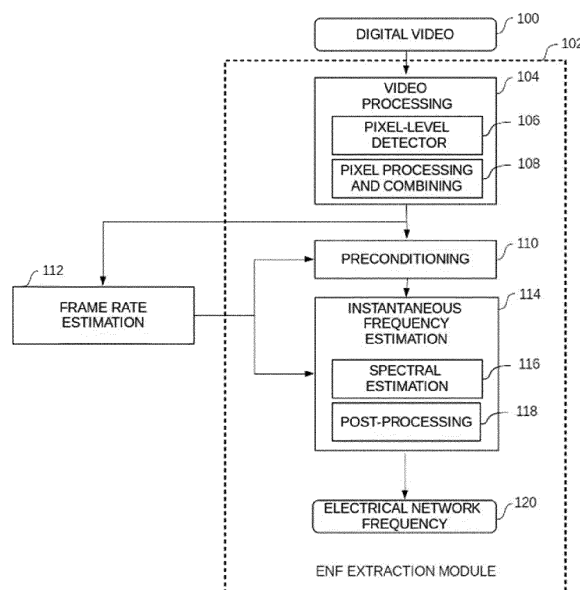 DIGITAL VIDEO
100
102
VIDEO
PROCESSING
104
PIXEL-LEVEL
DETECTOR
106
PIXEL PROCESSING
AND COMBINING
108
PRECONDITIONING
110
112
FRAME RATE
ESTIMATION
INSTANTANEOUS
FREQUENCY
ESTIMATION
114
SPECTRAL
ESTIMATION
116
POST-PROCESSING
118
ELECTRICAL NETWORK
FREQUENCY
120
ENF EXTRACTION MODULE